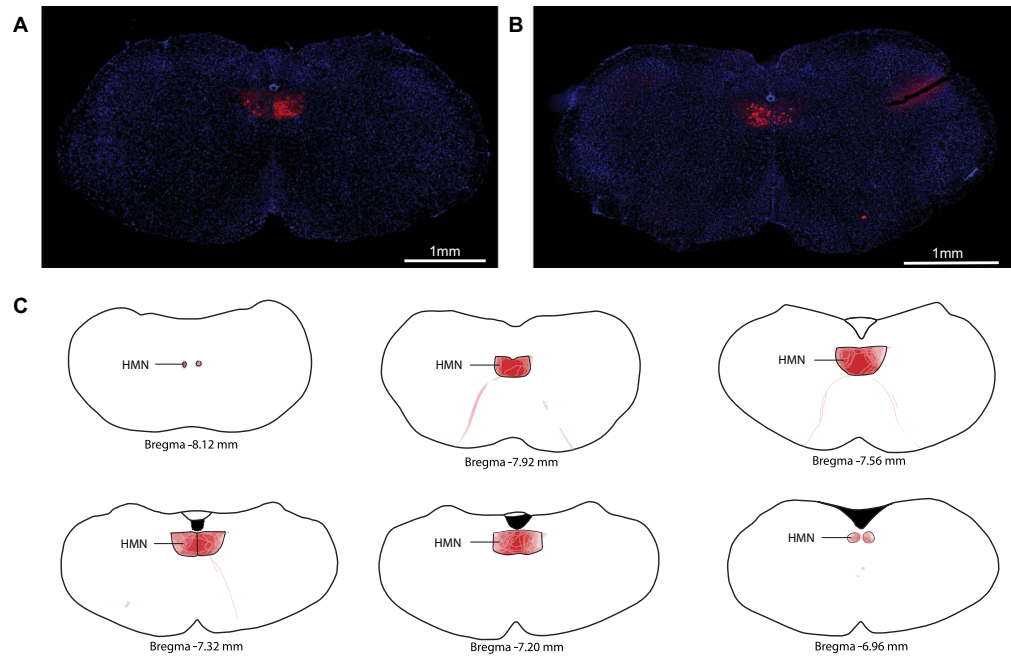 A
B
1mm
1mm
C
HMN
Bregma -8.12 mm
HMN
Bregma -7.92 mm
HMN
Bregma -7.56 mm
HMN
Bregma -7.32 mm
HMN
Bregma -7.20 mm
HMN
Bregma -6.96 mm